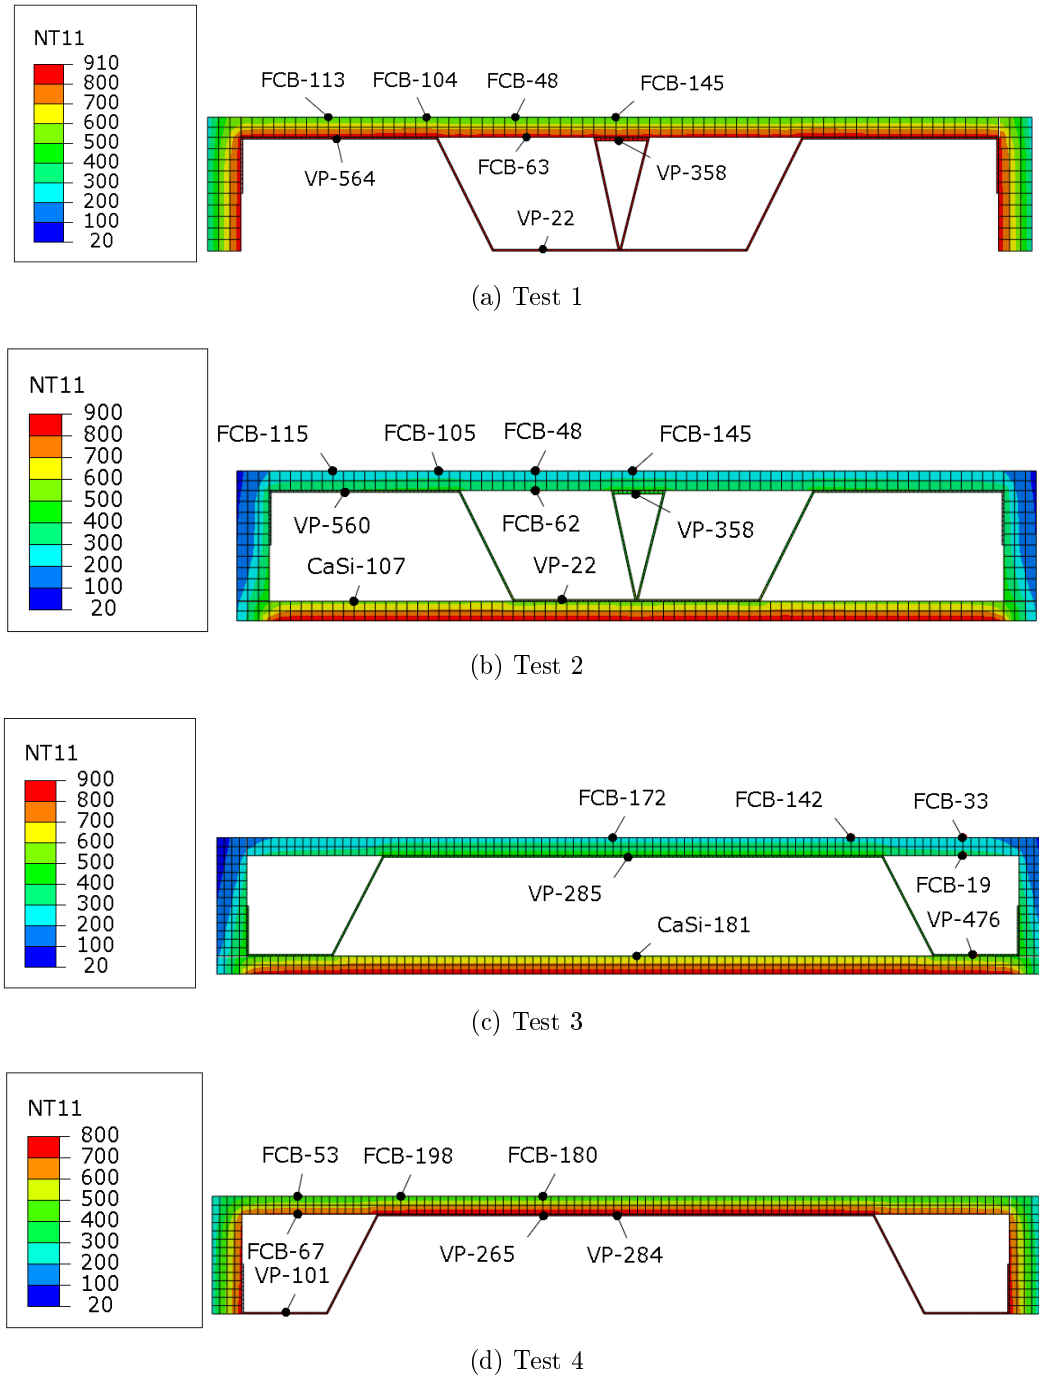 NT11
910
800
700
600
500
400
300
200
100
20
FCB-113 FCB-104 FCB-48 FCB-145
VP-564 FCB-63 VP-358
VP-22
(a) Test 1
NT11
900
800
700
600
500
400
300
200
100
20
FCB-115 FCB-105 FCB-48 FCB-145
VP-560 FCB-62 VP-358
CaSi-107 VP-22
(b) Test 2
NT11
900
800
700
600
500
400
300
200
100
20
FCB-172 FCB-142 FCB-33
VP-285 FCB-19
CaSi-181 VP-476
(c) Test 3
NT11
800
700
600
500
400
300
200
100
20
FCB-53 FCB-198 FCB-180
FCB-67 VP-265 VP-284
VP-101
(d) Test 4